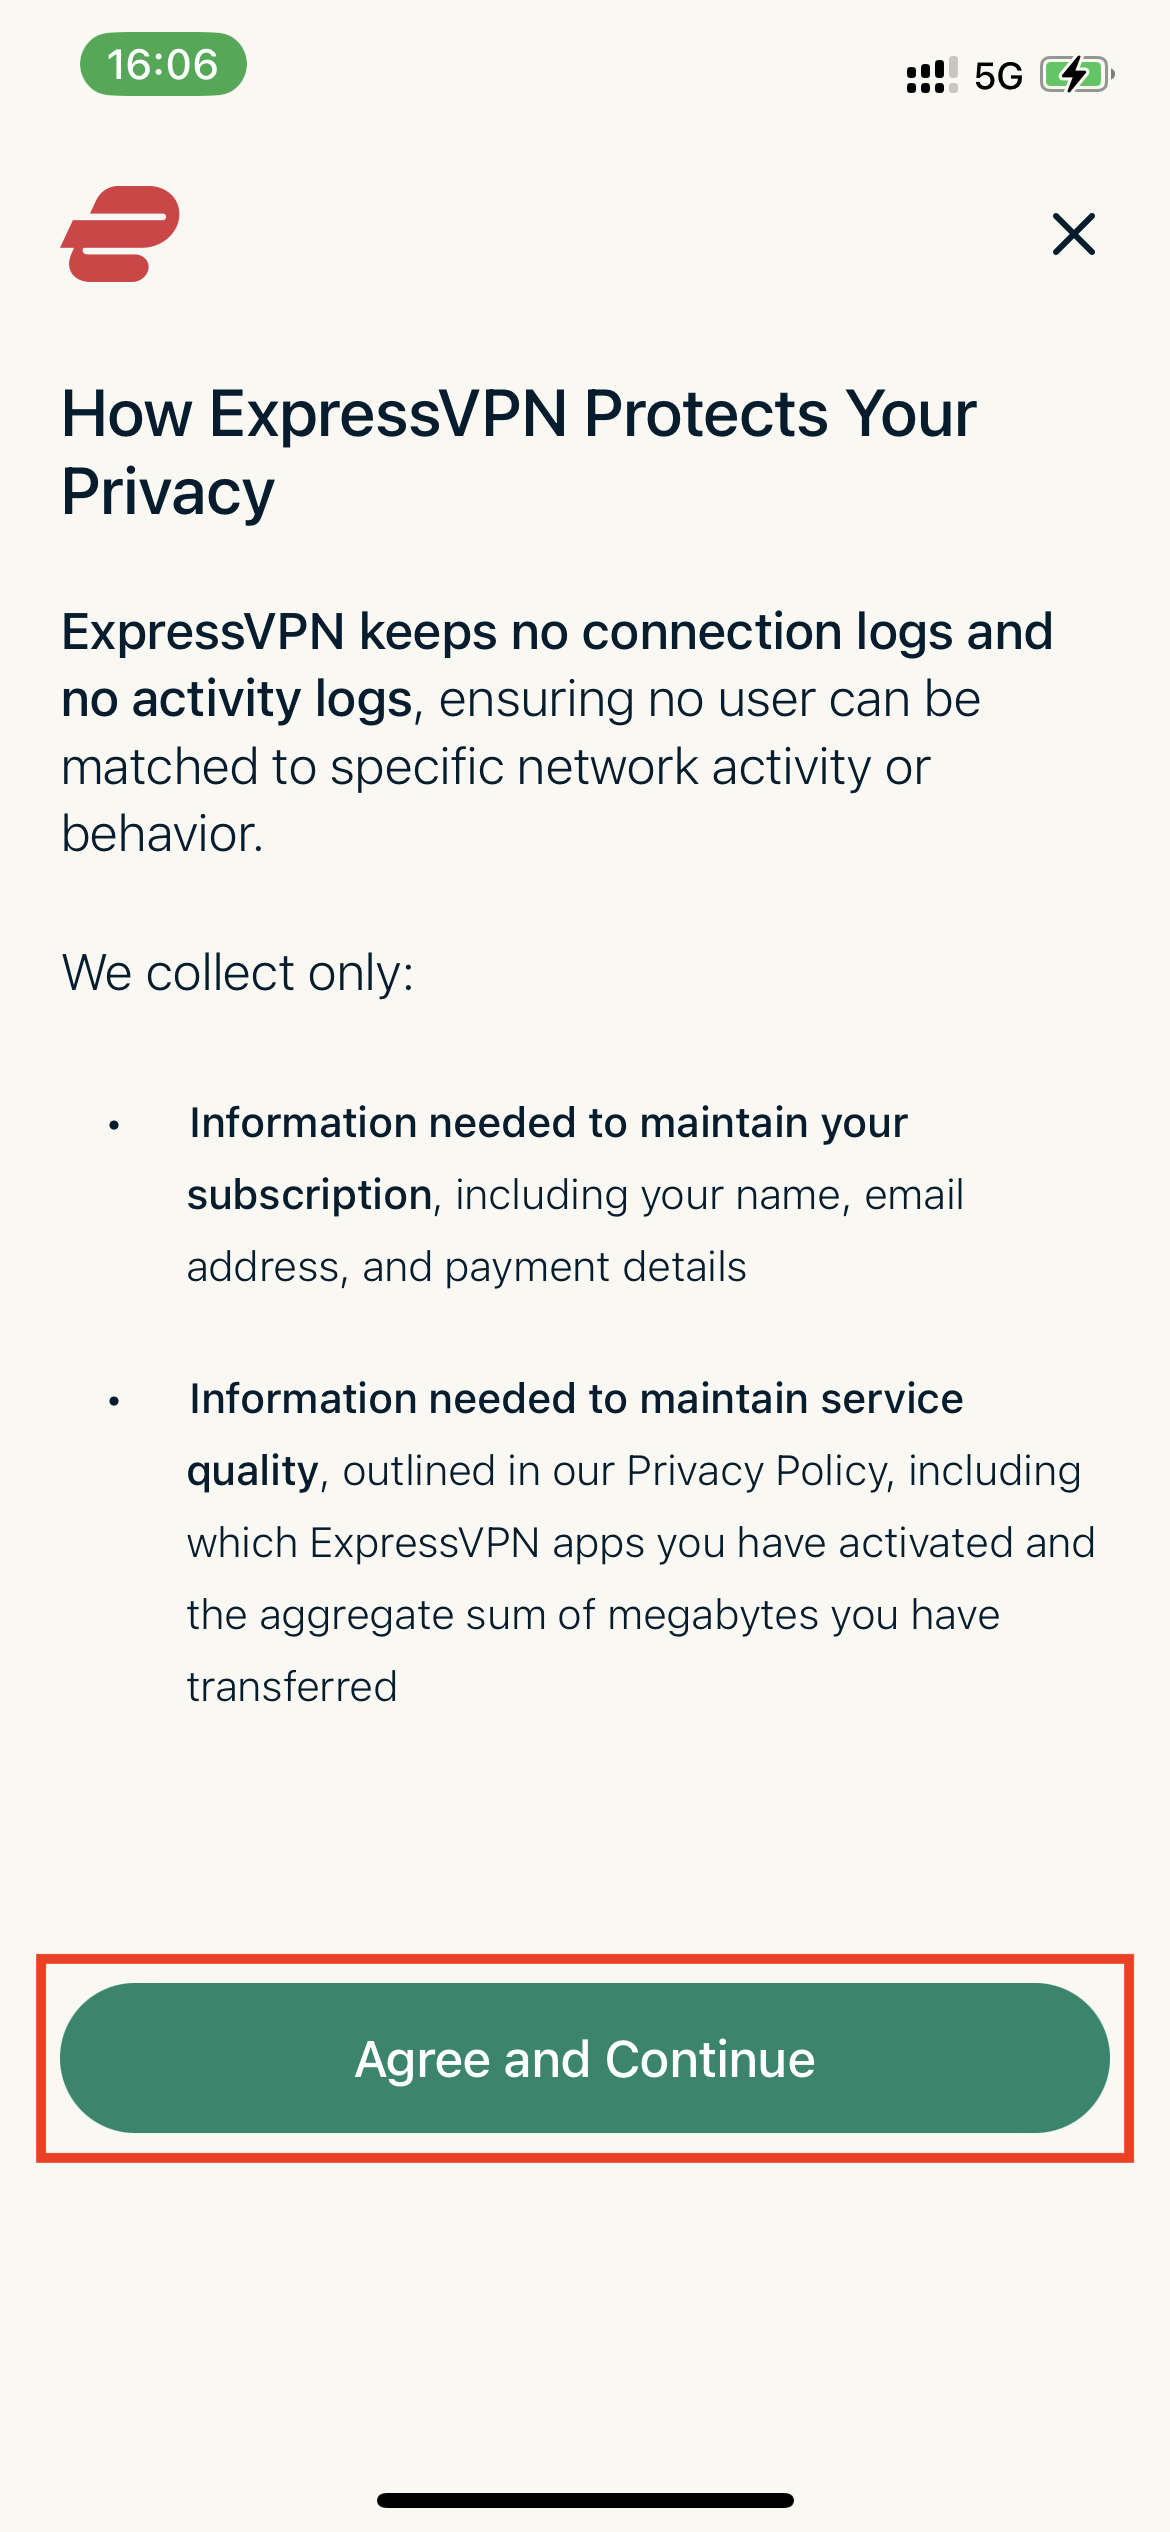 16:06
5G
How ExpressVPN Protects Your
Privacy
ExpressVPN keeps no connection logs and
no activity logs, ensuring no user can be
matched to specific network activity or
behavior.
We collect only:
• Information needed to maintain your
subscription, including your name, email
address, and payment details
• Information needed to maintain service
quality, outlined in our Privacy Policy, including
which ExpressVPN apps you have activated and
the aggregate sum of megabytes you have
transferred
Agree and Continue